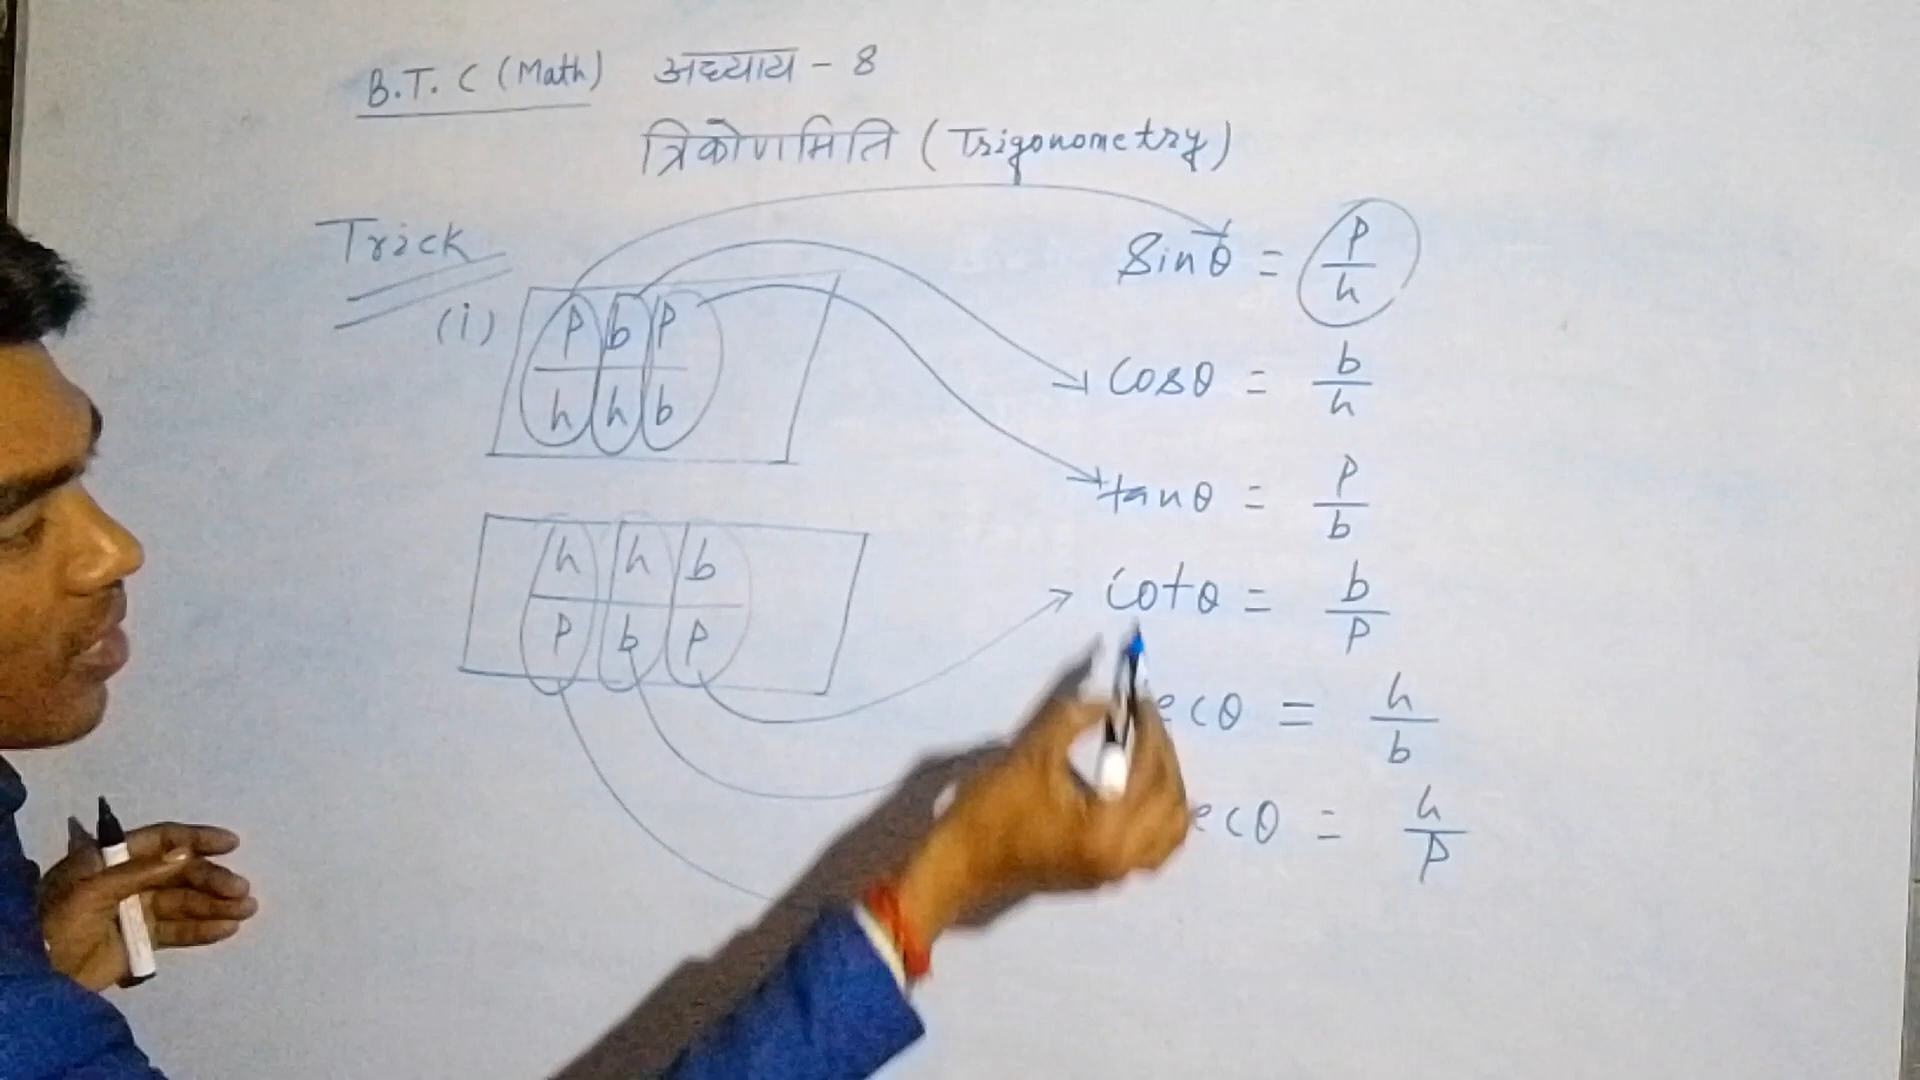 B.T.C (Math) अध्याय - 8
त्रिकोणमिति (Trigonometry)
Trick
(i) p b p
h h b
h h b
p b p
Sinθ = p/h
Cosθ = b/h
tanθ = p/b
Cotθ = b/p
ecθ = h/b
ecθ = h/p